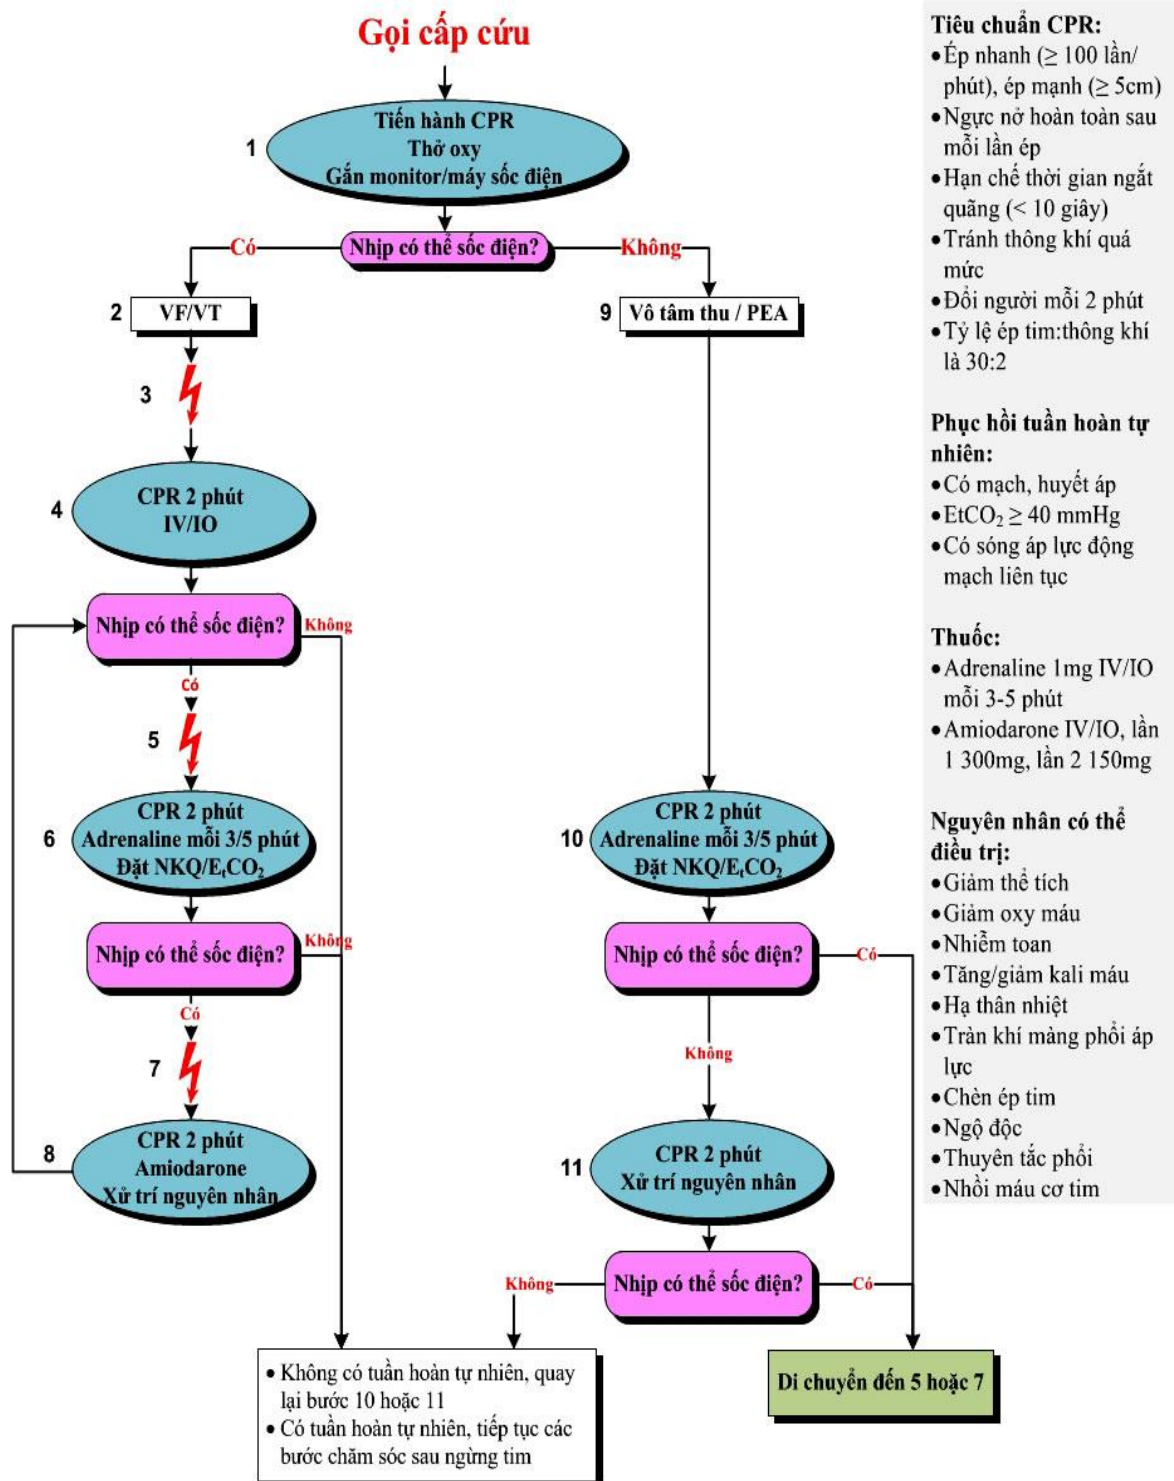 Gọi cấp cứu
1
Tiến hành CPR
Thở oxy
Gắn monitor/máy sốc điện
Có
Nhịp có thể sốc điện?
Không
2
VF/VT
9
Vô tâm thu / PEA
3
4
CPR 2 phút
IV/IO
Nhịp có thể sốc điện?
Không
Có
5
6
CPR 2 phút
Adrenaline mỗi 3/5 phút
Đặt NKQ/EₜCO₂
10
CPR 2 phút
Adrenaline mỗi 3/5 phút
Đặt NKQ/EₜCO₂
Nhịp có thể sốc điện?
Không
Nhịp có thể sốc điện?
Có
Có
Không
7
8
CPR 2 phút
Amiodarone
Xử trí nguyên nhân
11
CPR 2 phút
Xử trí nguyên nhân
Không
Nhịp có thể sốc điện?
Có
• Không có tuần hoàn tự nhiên, quay
lại bước 10 hoặc 11
• Có tuần hoàn tự nhiên, tiếp tục các
bước chăm sóc sau ngừng tim
Di chuyển đến 5 hoặc 7
Tiêu chuẩn CPR:
•Ép nhanh (≥ 100 lần/
phút), ép mạnh (≥ 5cm)
•Ngực nở hoàn toàn sau
mỗi lần ép
•Hạn chế thời gian ngắt
quãng (< 10 giây)
•Tránh thông khí quá
mức
•Đổi người mỗi 2 phút
•Tỷ lệ ép tim:thông khí
là 30:2
Phục hồi tuần hoàn tự
nhiên:
•Có mạch, huyết áp
•EtCO₂ ≥ 40 mmHg
•Có sóng áp lực động
mạch liên tục
Thuốc:
•Adrenaline 1mg IV/IO
mỗi 3-5 phút
•Amiodarone IV/IO, lần
1 300mg, lần 2 150mg
Nguyên nhân có thể
điều trị:
•Giảm thể tích
•Giảm oxy máu
•Nhiễm toan
•Tăng/giảm kali máu
•Hạ thân nhiệt
•Tràn khí màng phổi áp
lực
•Chèn ép tim
•Ngộ độc
•Thuyên tắc phổi
•Nhồi máu cơ tim